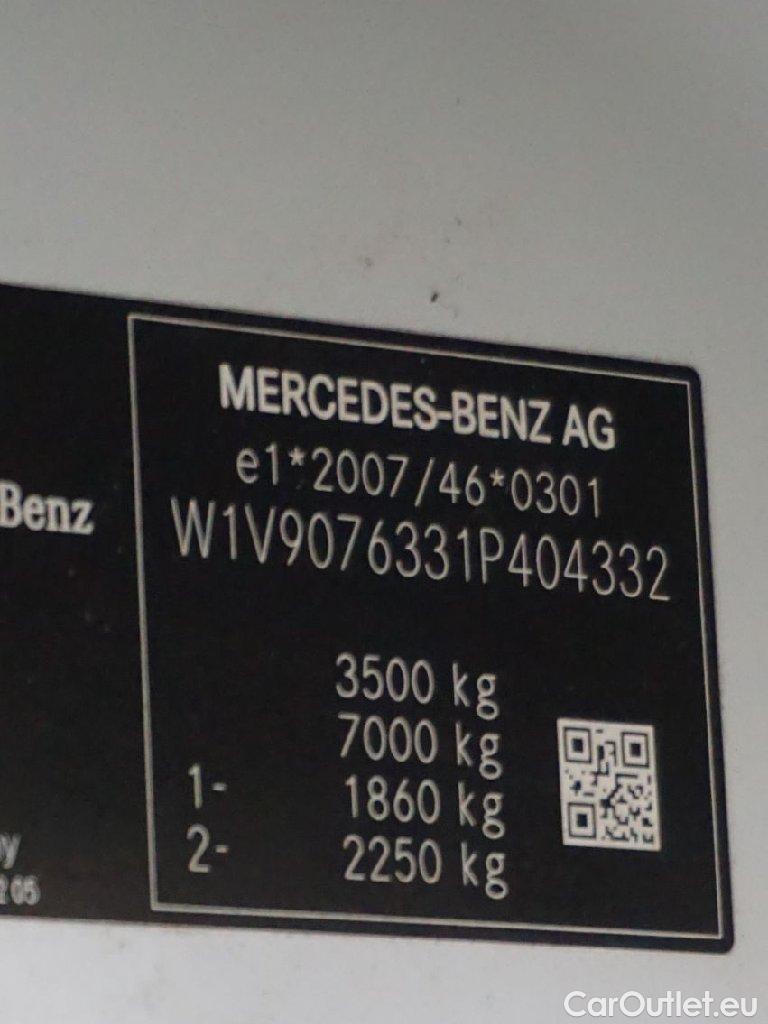 MERCEDES-BENZ AG
e1*2007/46*0301
Benz
W1V9076331P404332
3500 kg
7000 kg
1- 1860 kg
2- 2250 kg
CarOutlet.eu